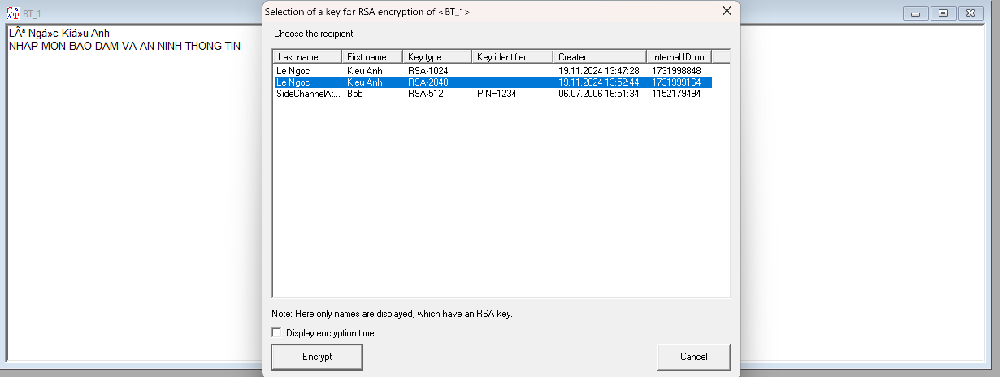 BT_1
LÃª Ngá»c Kiá»u Anh
NHAP MON BAO DAM VA AN NINH THONG TIN
Selection of a key for RSA encryption of <BT_1>
Choose the recipient:
Last name First name Key type Key identifier Created Internal ID no.
Le Ngoc Kieu Anh RSA-1024 19.11.2024 13:47:28 1731998848
Le Ngoc Kieu Anh RSA-2048 19.11.2024 13:52:44 1731999164
SideChannelAt... Bob RSA-512 PIN=1234 06.07.2006 16:51:34 1152179494
Note: Here only names are displayed, which have an RSA key.
Display encryption time
Encrypt Cancel